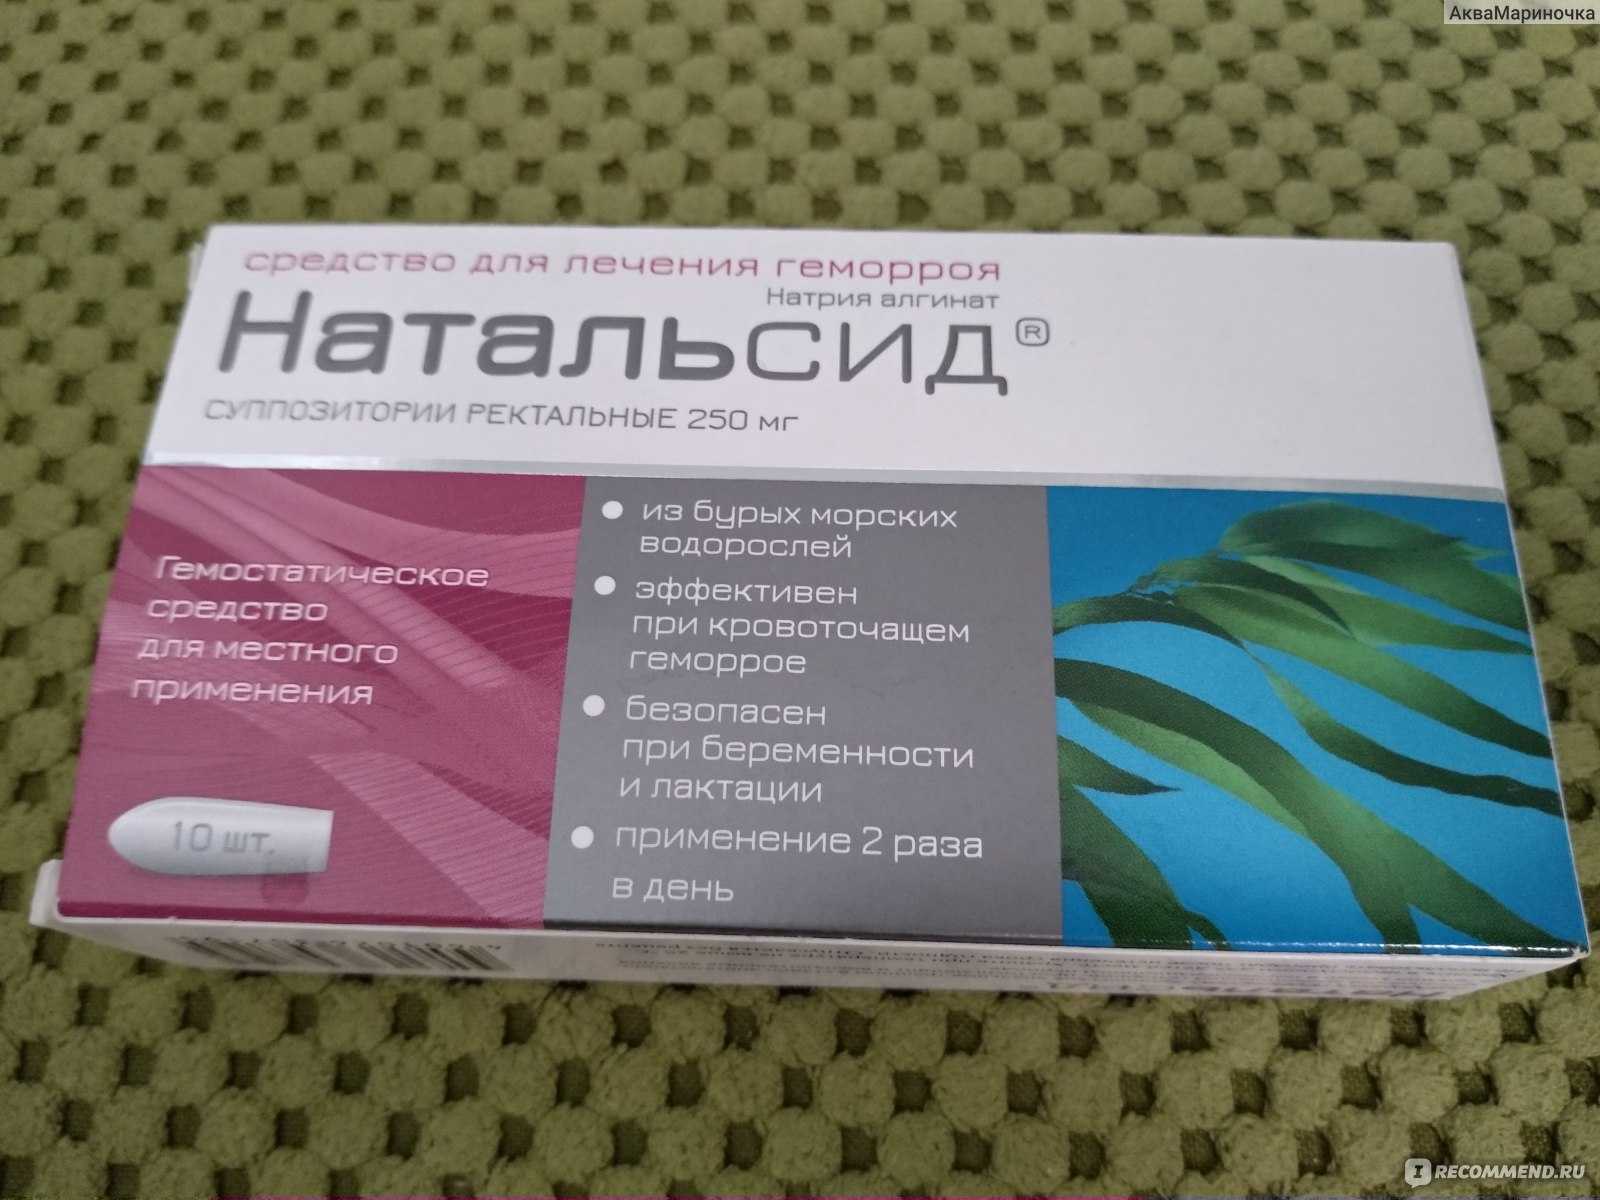 АкваМариночка
средство для лечения геморроя
Натрия алгинат
Натальсид®
суппозитории ректальные 250 мг
Гемостатическое
средство
для местного
применения
10 шт.
• из бурых морских
водорослей
• эффективен
при кровоточащем
геморрое
• безопасен
при беременности
и лактации
• применение 2 раза
в день
IRECOMMEND.RU